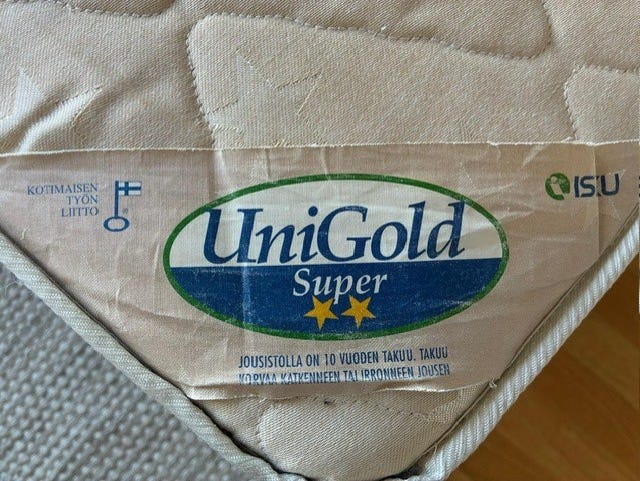 KOTIMAISEN
TYÖN
LIITTO
ISKU
UniGold
Super
JOUSISTOLLA ON 10 VUODEN TAKUU. TAKUU
KORVAA KATKENNEEN TAI IRRONNEEN JOUSEN